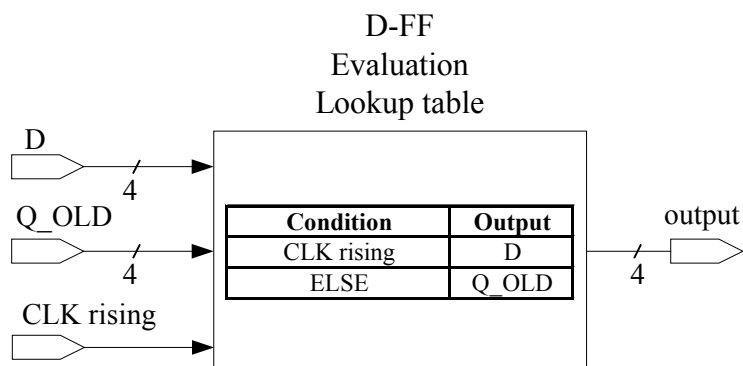 D-FF
Evaluation
Lookup table
D
4
Q_OLD
4
CLK rising
Condition Output
CLK rising D
ELSE Q_OLD
output
4